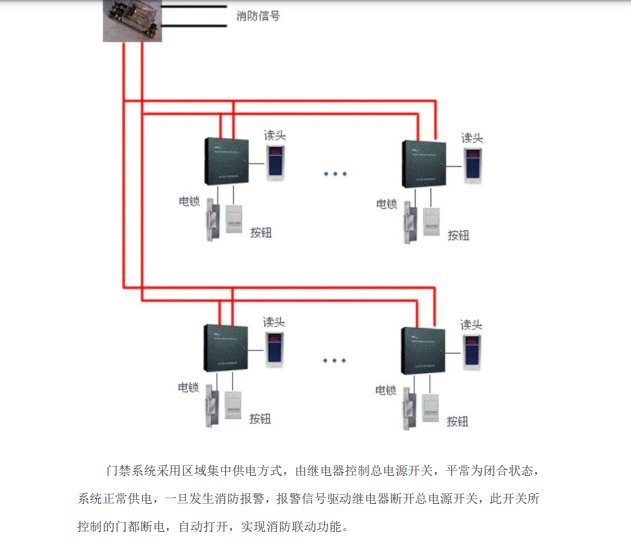 消防信号
读头
读头
电锁
电锁
按钮
按钮
读头
读头
电锁
电锁
按钮
按钮
门禁系统采用区域集中供电方式，由继电器控制总电源开关，平常为闭合状态，
系统正常供电，一旦发生消防报警，报警信号驱动继电器断开总电源开关，此开关所
控制的门都断电，自动打开，实现消防联动功能。